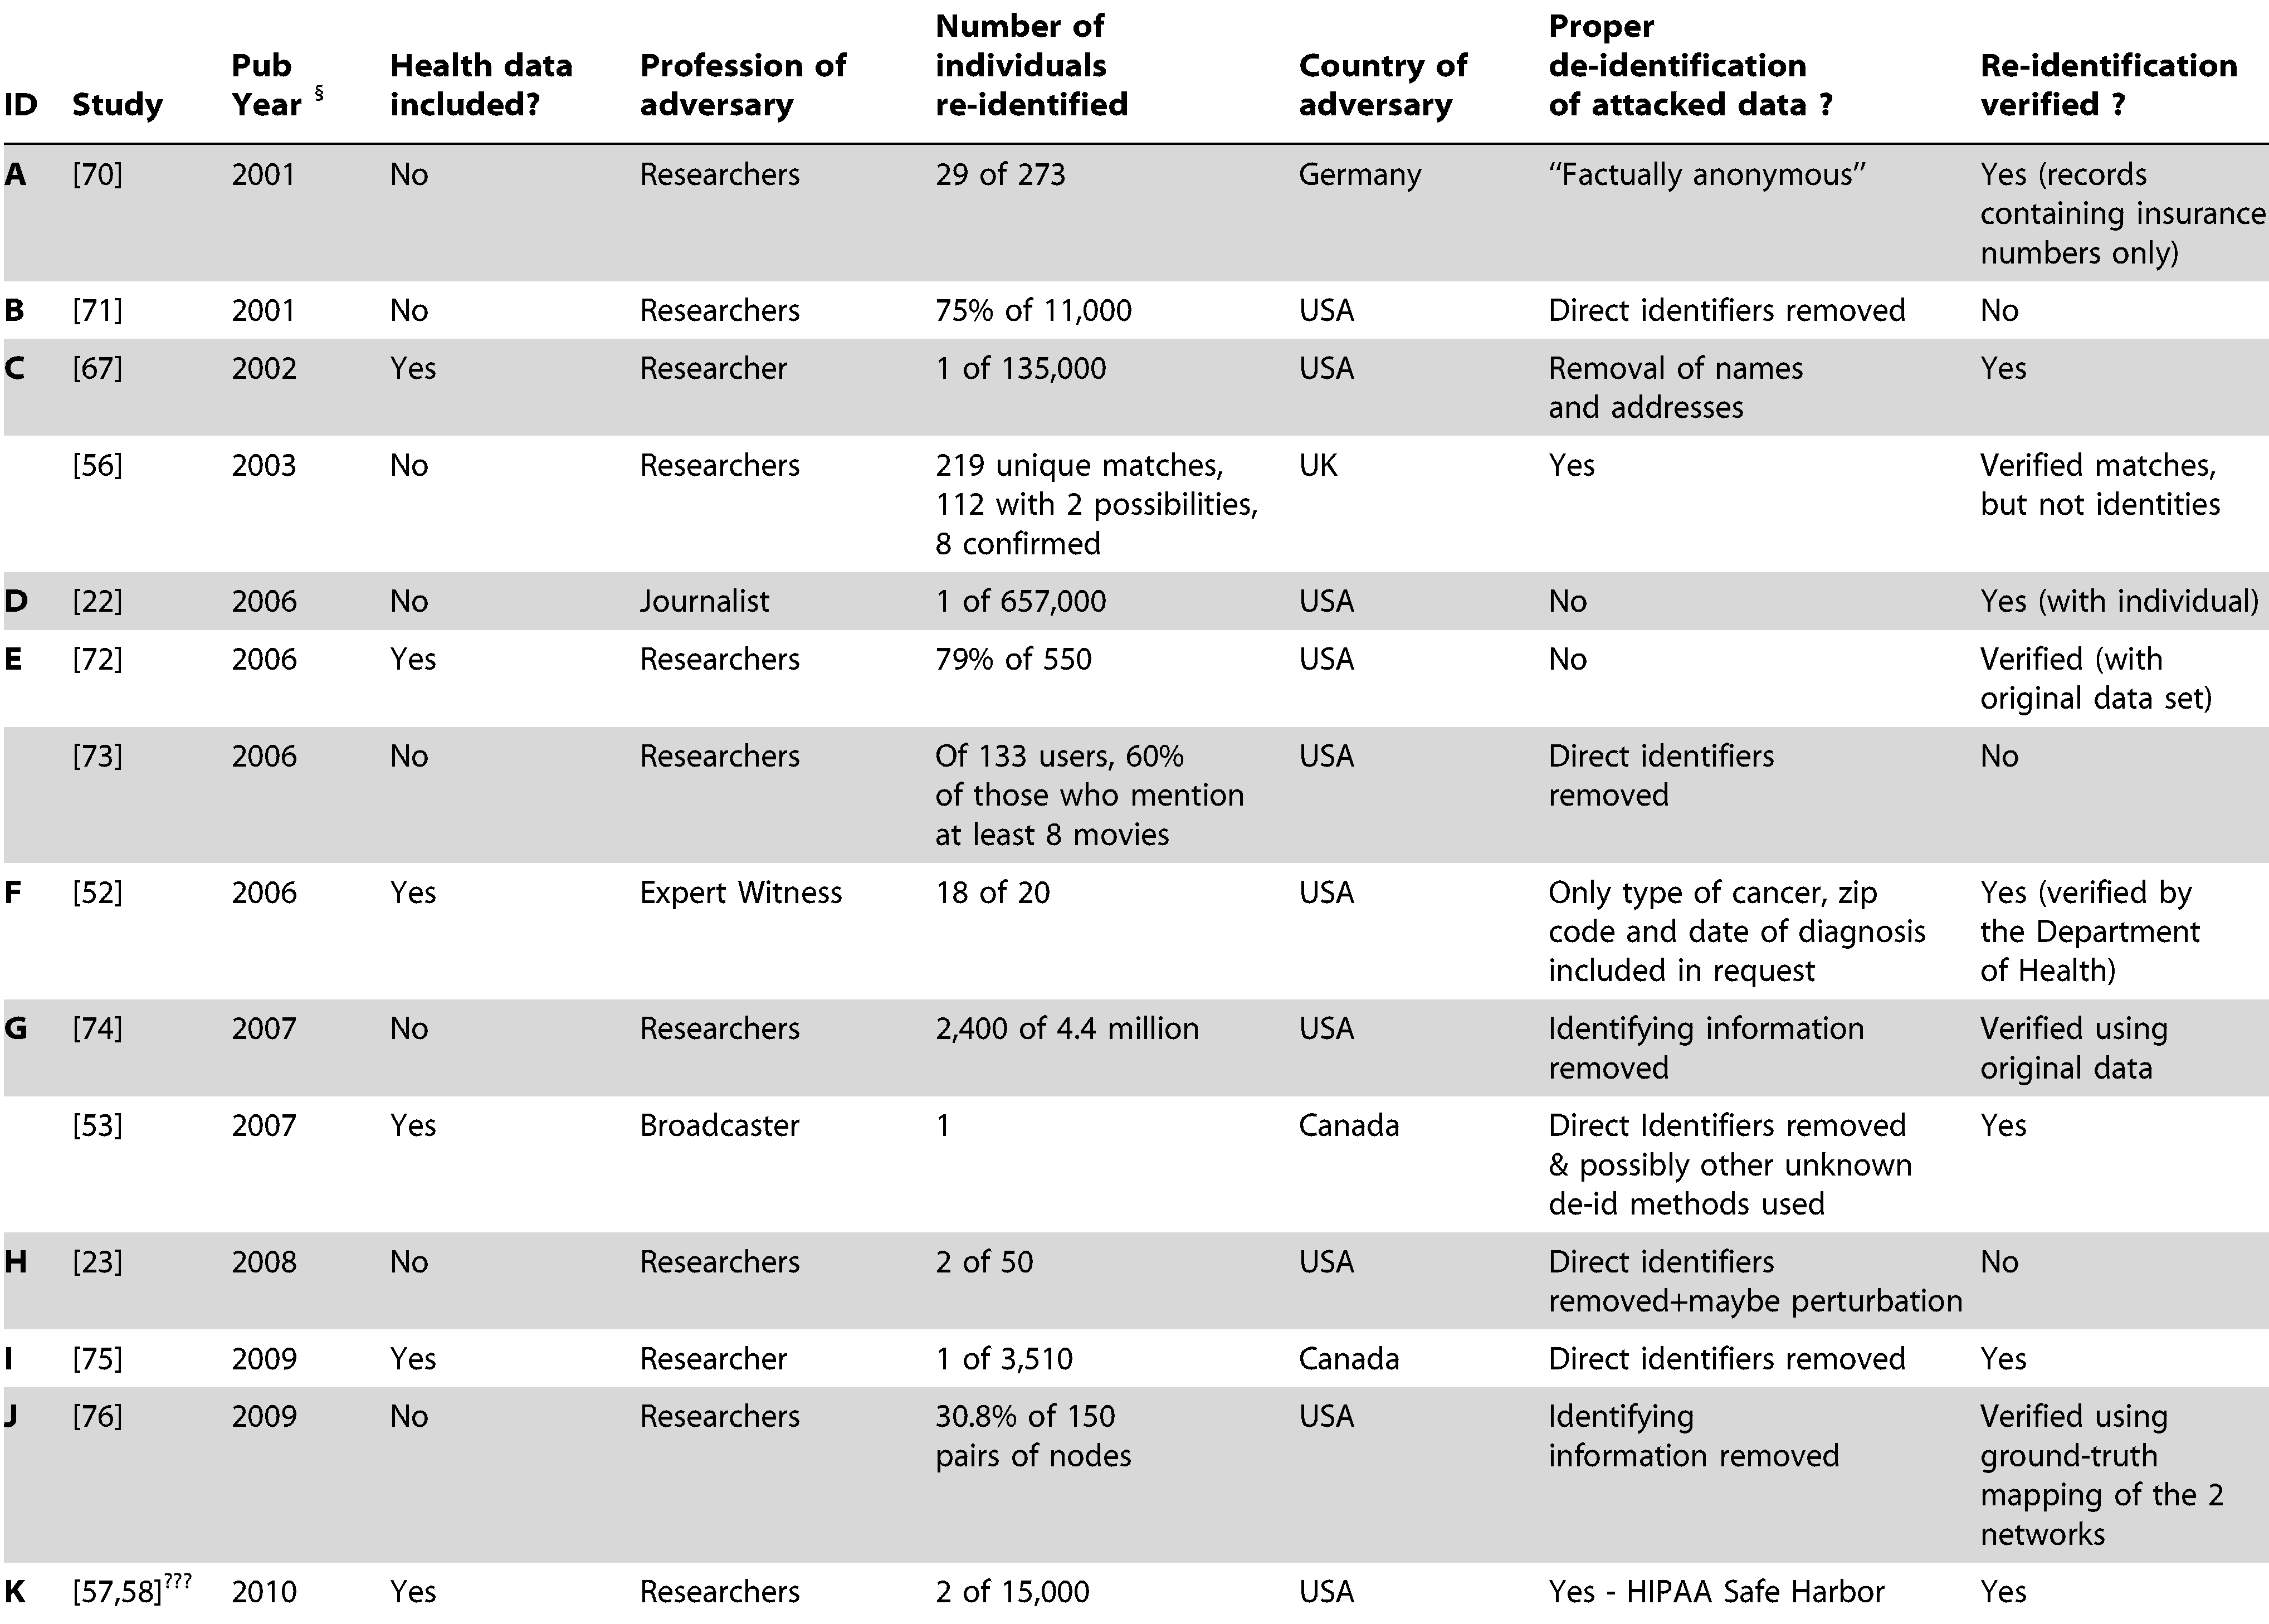 Number of Proper
Pub Health data Profession of individuals Country of de-identification Re-identification
ID Study Year § included? adversary re-identified adversary of attacked data ? verified ?
A [70] 2001 No Researchers 29 of 273 Germany “Factually anonymous” Yes (records
containing insurance
numbers only)
B [71] 2001 No Researchers 75% of 11,000 USA Direct identifiers removed No
C [67] 2002 Yes Researcher 1 of 135,000 USA Removal of names Yes
and addresses
[56] 2003 No Researchers 219 unique matches, UK Yes Verified matches,
112 with 2 possibilities, but not identities
8 confirmed
D [22] 2006 No Journalist 1 of 657,000 USA No Yes (with individual)
E [72] 2006 Yes Researchers 79% of 550 USA No Verified (with
original data set)
[73] 2006 No Researchers Of 133 users, 60% USA Direct identifiers No
of those who mention removed
at least 8 movies
F [52] 2006 Yes Expert Witness 18 of 20 USA Only type of cancer, zip Yes (verified by
code and date of diagnosis the Department
included in request of Health)
G [74] 2007 No Researchers 2,400 of 4.4 million USA Identifying information Verified using
removed original data
[53] 2007 Yes Broadcaster 1 Canada Direct Identifiers removed Yes
& possibly other unknown
de-id methods used
H [23] 2008 No Researchers 2 of 50 USA Direct identifiers No
removed+maybe perturbation
I [75] 2009 Yes Researcher 1 of 3,510 Canada Direct identifiers removed Yes
J [76] 2009 No Researchers 30.8% of 150 USA Identifying Verified using
pairs of nodes information removed ground-truth
mapping of the 2
networks
K [57,58]??? 2010 Yes Researchers 2 of 15,000 USA Yes - HIPAA Safe Harbor Yes